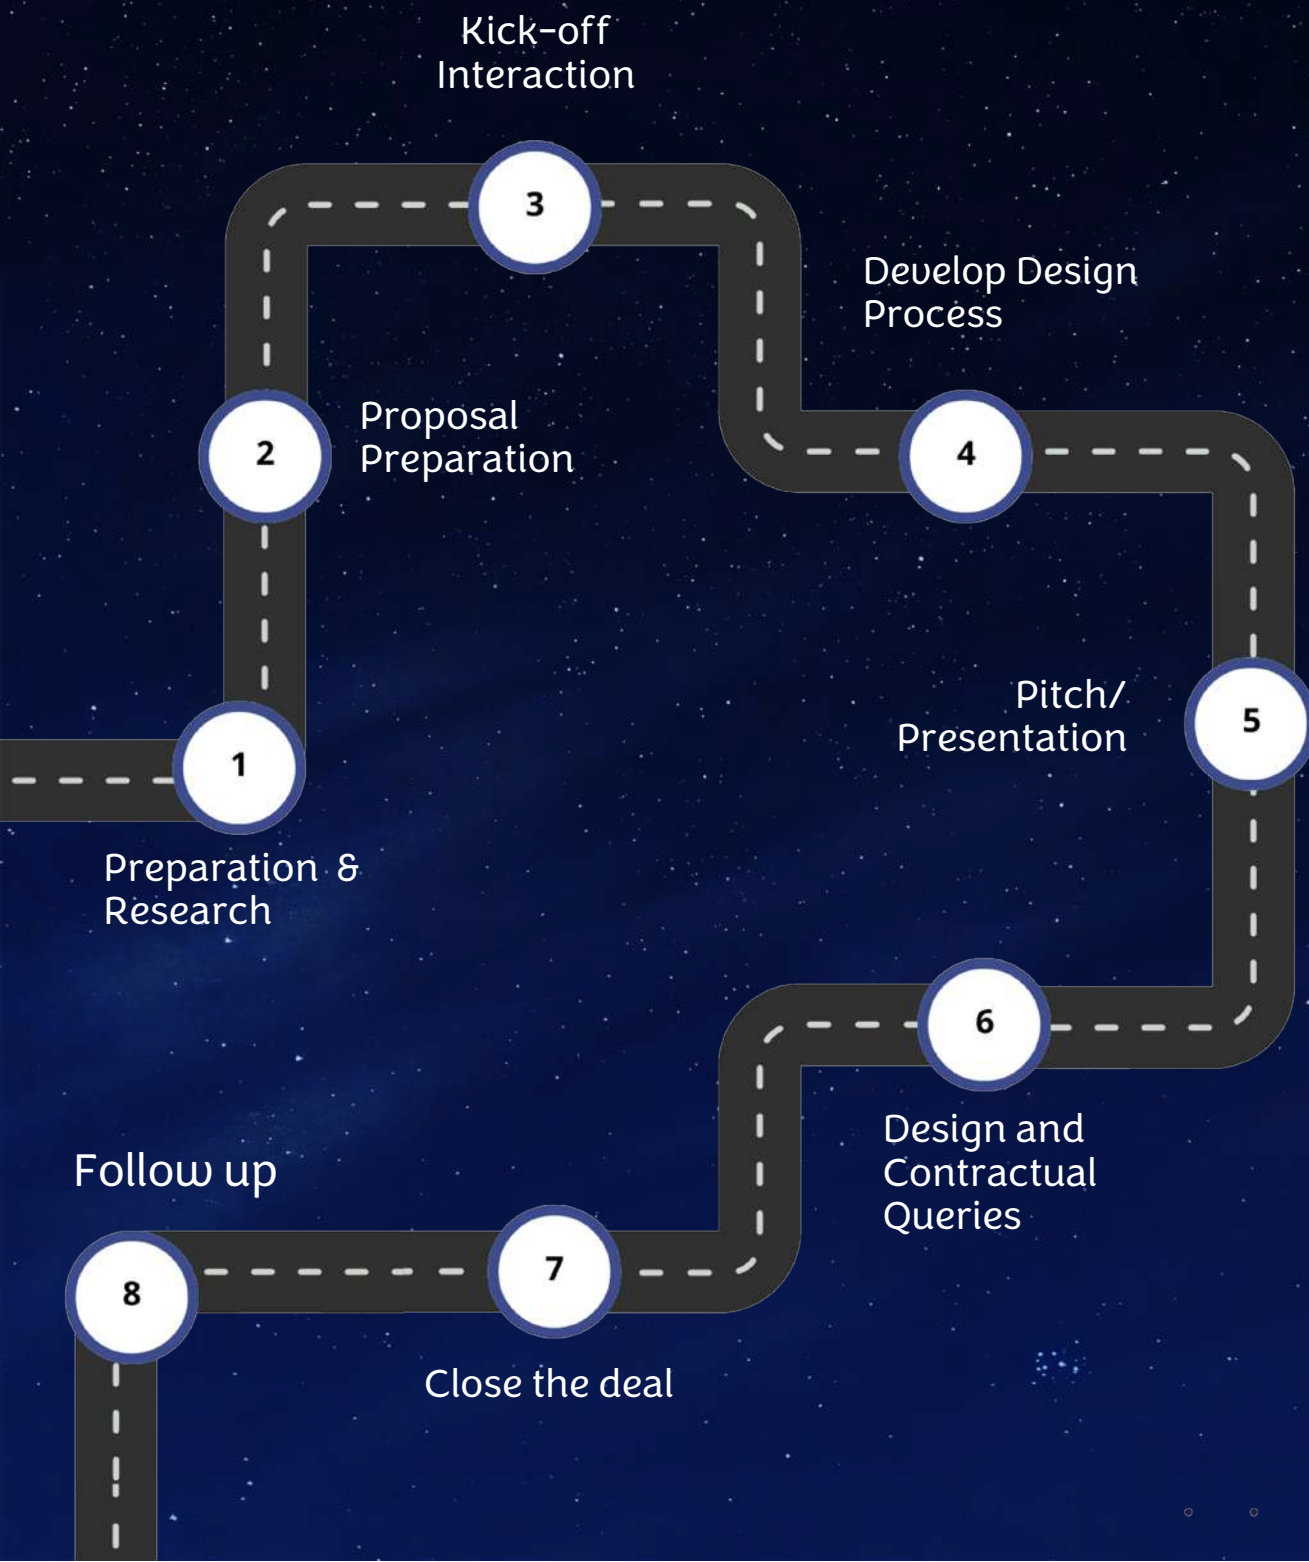 Kick-off
Interaction
3
Develop Design
Process
4
2
Proposal
Preparation
1
Preparation & 
Research
Pitch/
Presentation
5
6
Design and
Contractual
Queries
7
Close the deal
Follow up
8